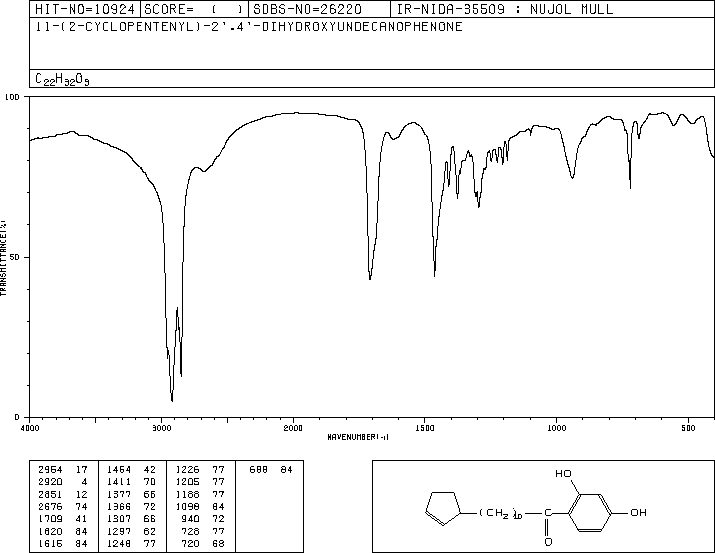 HIT-NO=10924 SCORE= ( ) SDBS-NO=26220 IR-NIDA-35509 : NUJOL MULL
11-(2-CYCLOPENTENYL)-2'.4'-DIHYDROXYUNDECANOPHENONE
C22H32O3
100
50
0
TRANSMITTANCE(%)
4000 3000 2000 1500 1000 500
WAVENUMBER(-1)
2964 17 1464 42 1226 77 688 84
2920 4 1411 70 1205 77
2851 12 1377 66 1188 77
2676 74 1366 72 1098 84
1709 41 1307 66 940 72
1620 84 1297 62 728 77
1615 84 1248 77 720 68
HO
(CH2)10 C OH
O